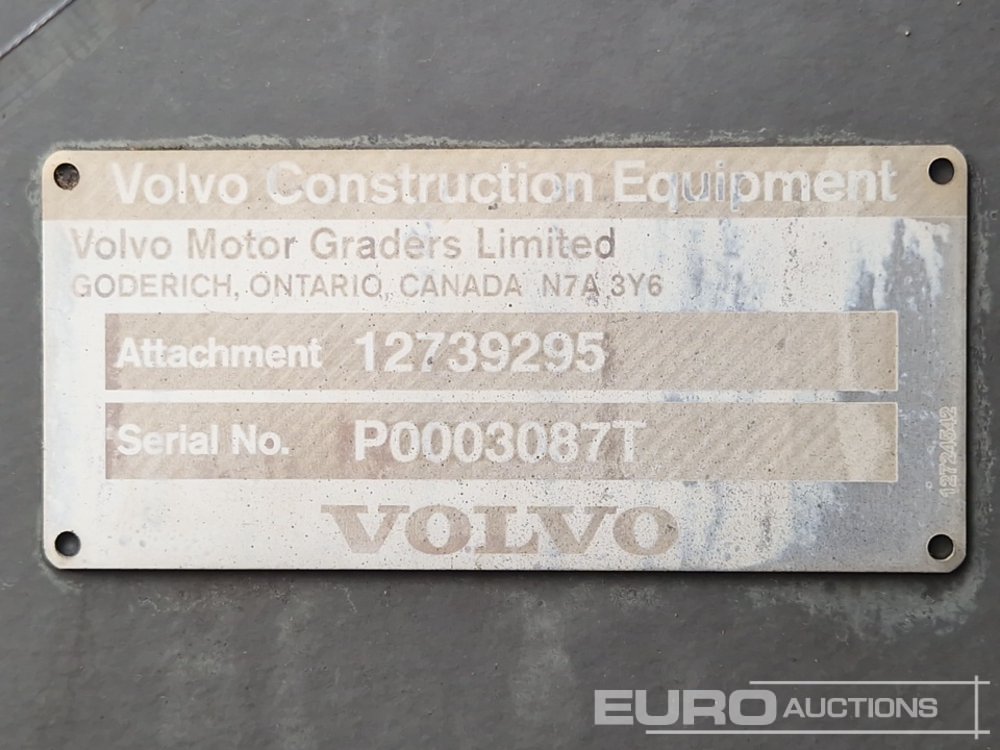 Volvo Construction Equipment
Volvo Motor Graders Limited
GODERICH, ONTARIO, CANADA N7A 3Y6
Attachment 12739295
Serial No. P0003087T
12724542
VOLVO
EURO AUCTIONS